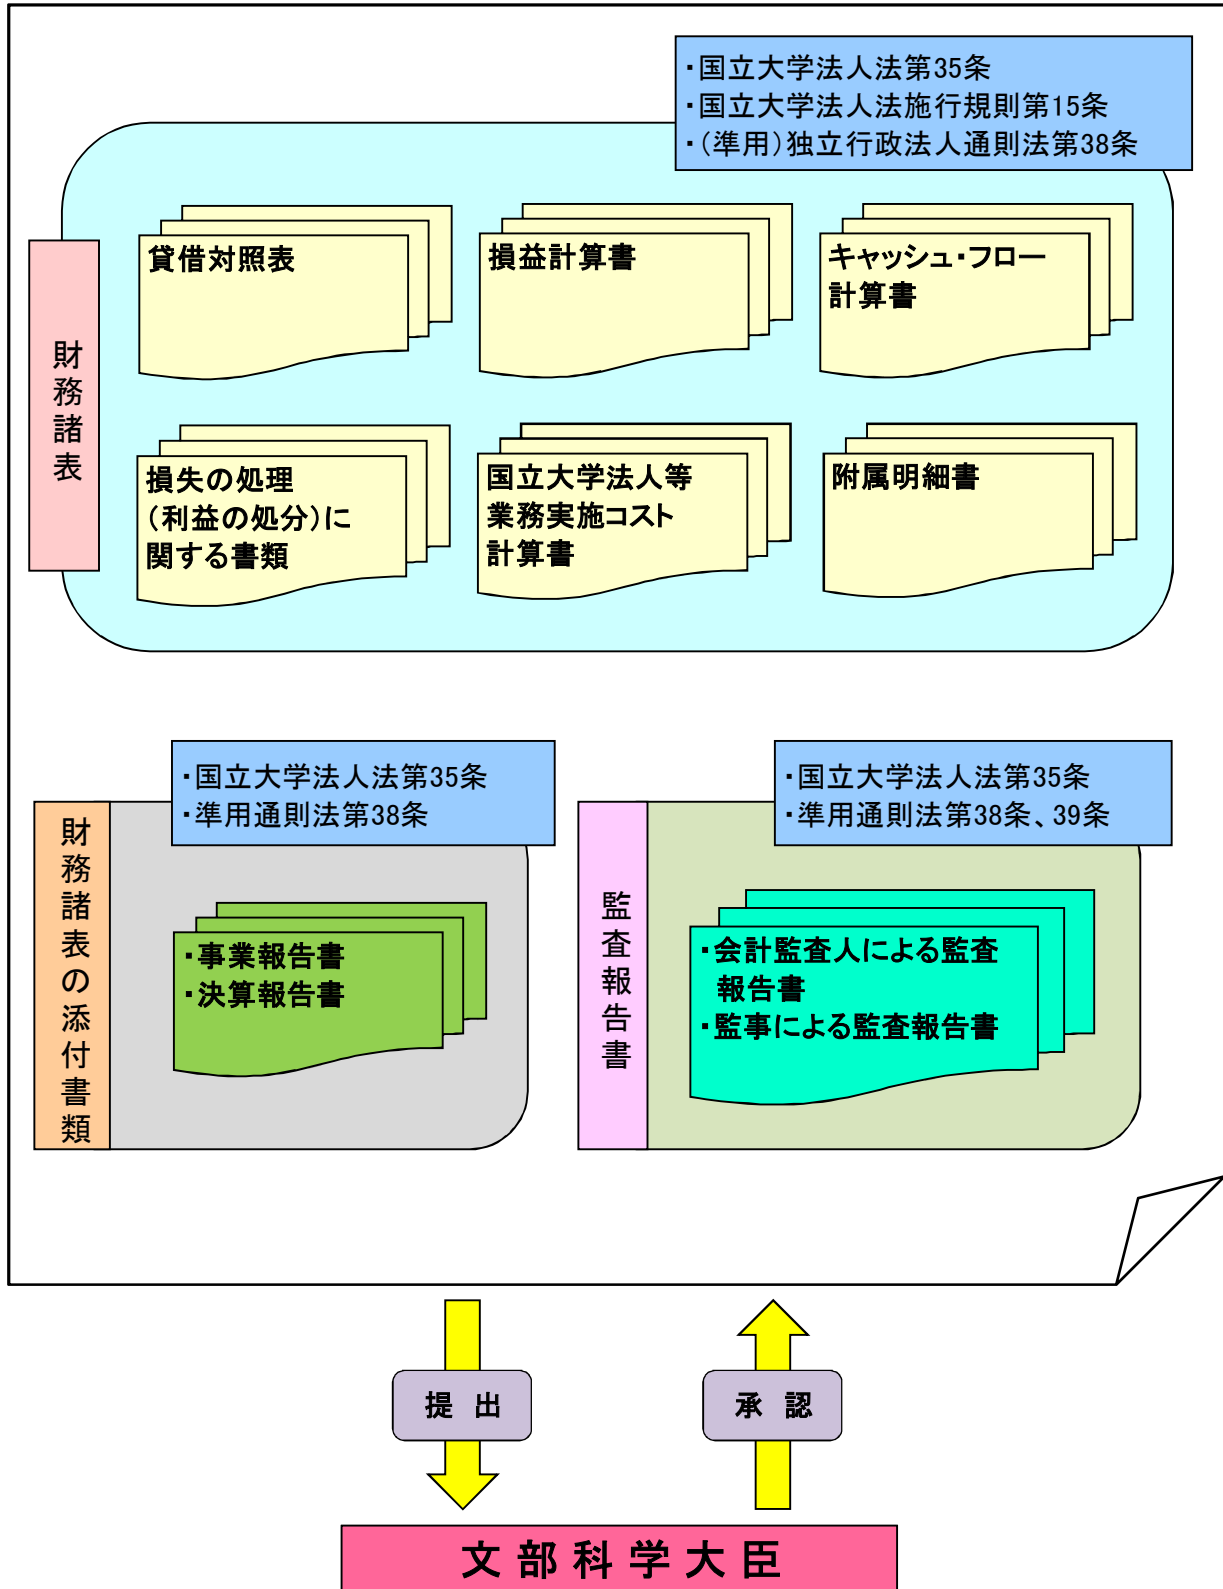 ・国立大学法人法第35条
・国立大学法人法施行規則第15条
・(準用)独立行政法人通則法第38条
財務諸表
貸借対照表
損益計算書
キャッシュ・フロー
計算書
損失の処理
(利益の処分)に
関する書類
国立大学法人等
業務実施コスト
計算書
附属明細書
・国立大学法人法第35条
・準用通則法第38条
財務諸表の添付書類
・事業報告書
・決算報告書
・国立大学法人法第35条
・準用通則法第38条、39条
監査報告書
・会計監査人による監査
報告書
・監事による監査報告書
提 出
承 認
文部科学大臣